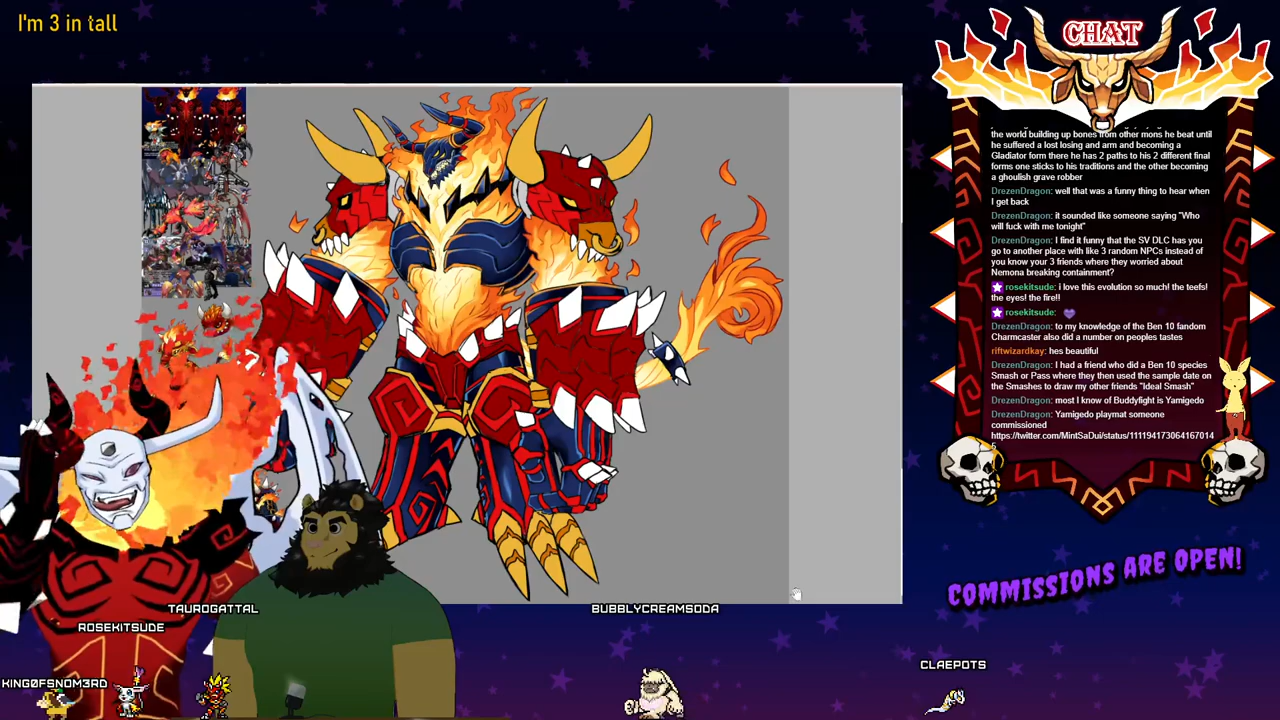 I'm 3 in tall
CHAT
the world building up bones from other mons he beat until
he suffered a lost losing and arm and becoming a
Gladiator form there he has 2 paths to his 2 different final
forms one sticks to his traditions and the other becoming
a ghoulish grave robber
DrezenDragon: well that was a funny thing to hear when
I get back
DrezenDragon: it sounded like someone saying "Who
will fuck with me tonight"
DrezenDragon: I find it funny that the SV DLC has you
go to another place with like 3 random NPCs instead of
you know your 3 friends where they worried about
Nemona breaking containment?
rosekitsude: i love this evolution so much! the teefs!
the eyes! the fire!!
rosekitsude:
DrezenDragon: to my knowledge of the Ben 10 fandom
Charmcaster also did a number on peoples tastes
riftwizardkay: hes beautiful
DrezenDragon: I had a friend who did a Ben 10 species
Smash or Pass where they then used the sample date on
the Smashes to draw my other friends "Ideal Smash"
DrezenDragon: most I know of Buddyfight is Yamigedo
DrezenDragon: Yamigedo playmat someone
commissioned
https://twitter.com/MintSaDui/status/111194173064167014
COMMISSIONS ARE OPEN!
TAUROGATTAL
BUBBLYCREAMSODA
ROSEKITSUDE
CLAEPOTS
KING0FSNOM3RD